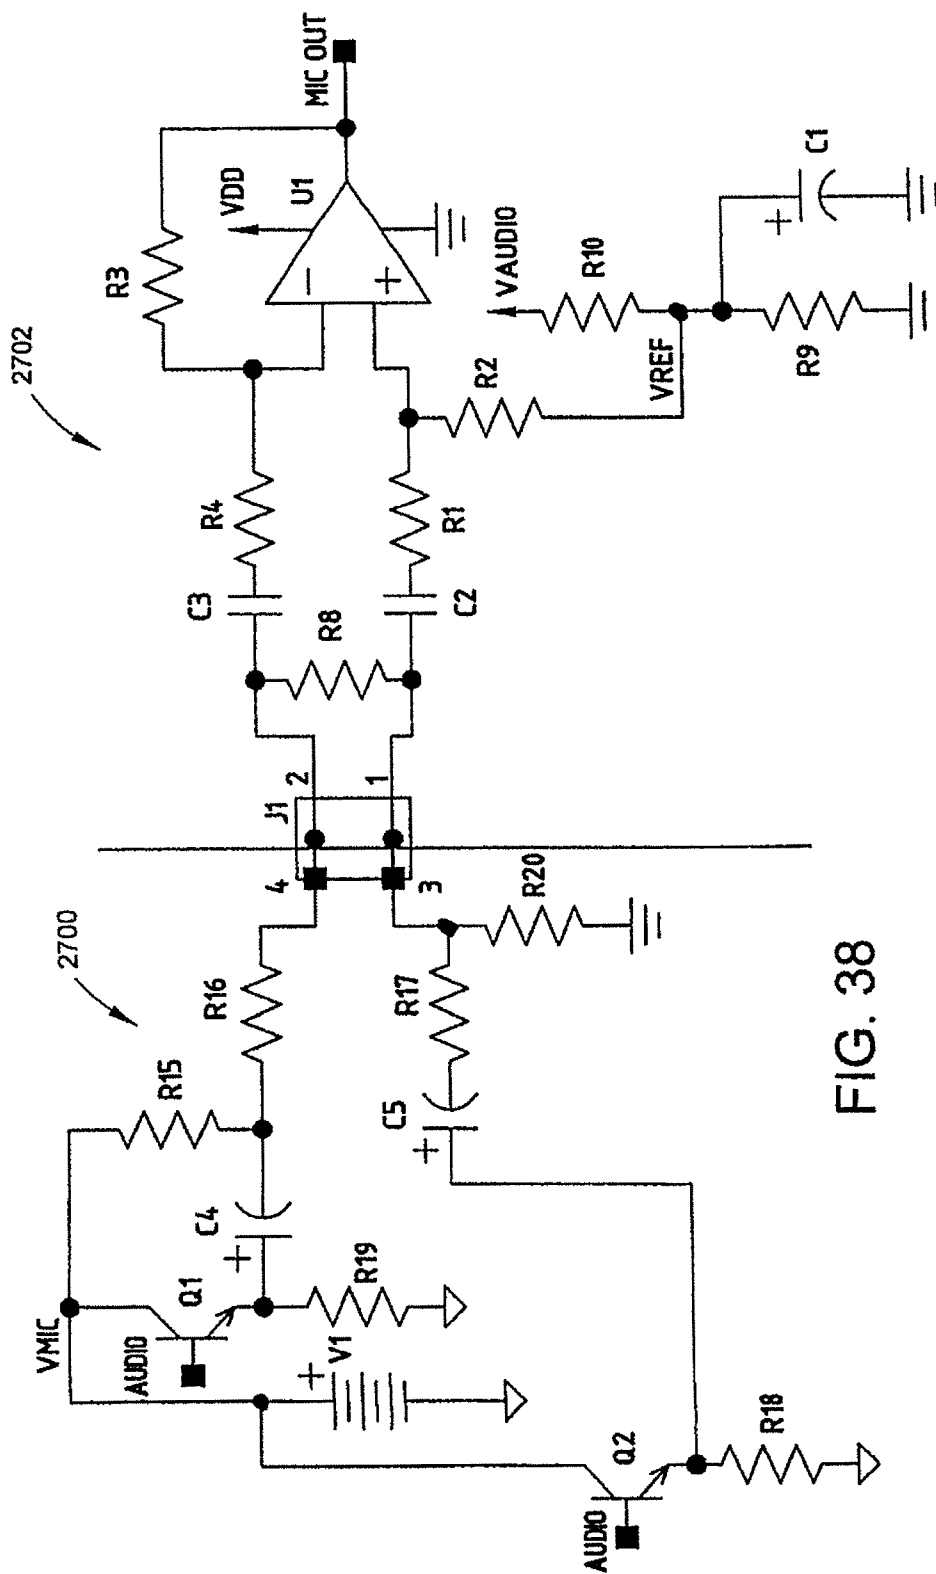 2700
2702
VMIC
R15
R3
MIC OUT
VDD
U1
−
+
AUDIO
Q1
+
C4
R16
4
J1
2
C3
R4
R8
V1
+
R19
C5
+
R17
3
1
C2
R1
R2
VAUDIO
R10
VREF
R9
+
C1
R20
AUDIO
Q2
R18
FIG. 38